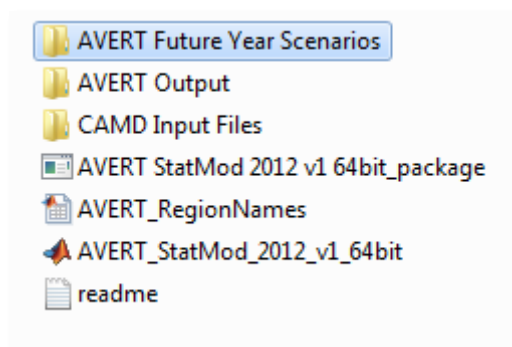 AVERT Future Year Scenarios
AVERT Output
CAMD Input Files
AVERT StatMod 2012 v1 64bit_package
AVERT_RegionNames
AVERT_StatMod_2012_v1_64bit
readme